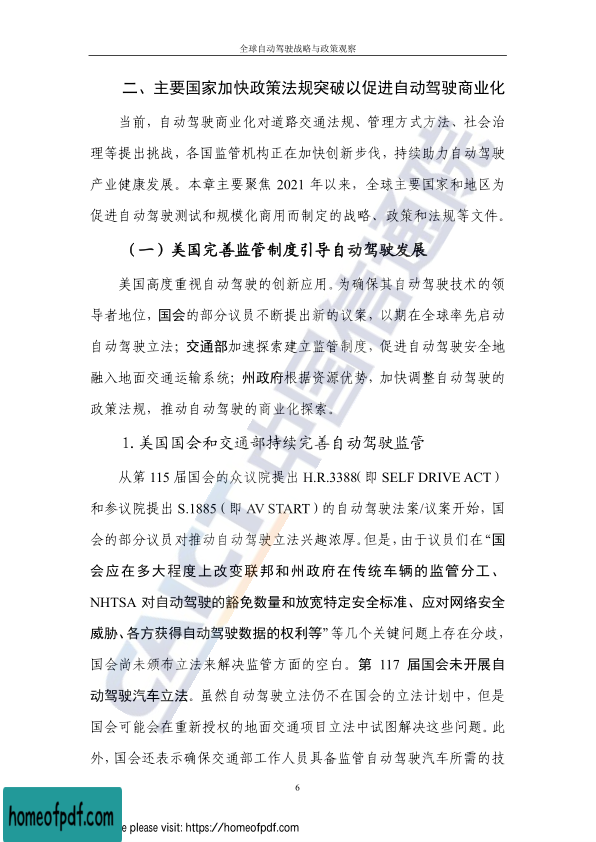 全球自动驾驶战略与政策观察
二、主要国家加快政策法规突破以促进自动驾驶商业化
当前，自动驾驶商业化对道路交通法规、管理方式方法、社会治
理等提出挑战，各国监管机构正在加快创新步伐，持续助力自动驾驶
产业健康发展。本章主要聚焦 2021 年以来，全球主要国家和地区为
促进自动驾驶测试和规模化商用而制定的战略、政策和法规等文件。
（一）美国完善监管制度引导自动驾驶发展
美国高度重视自动驾驶的创新应用。为确保其自动驾驶技术的领
导者地位，国会的部分议员不断提出新的议案，以期在全球率先启动
自动驾驶立法；交通部加速探索建立监管制度，促进自动驾驶安全地
融入地面交通运输系统；州政府根据资源优势，加快调整自动驾驶的
政策法规，推动自动驾驶的商业化探索。
1.美国国会和交通部持续完善自动驾驶监管
从第 115 届国会的众议院提出 H.R.3388（即 SELF DRIVE ACT）
和参议院提出 S.1885（即 AV START）的自动驾驶法案/议案开始，国
会的部分议员对推动自动驾驶立法兴趣浓厚。但是，由于议员们在“国
会应在多大程度上改变联邦和州政府在传统车辆的监管分工、
NHTSA 对自动驾驶的豁免数量和放宽特定安全标准、应对网络安全
威胁、各方获得自动驾驶数据的权利等”等几个关键问题上存在分歧，
国会尚未颁布立法来解决监管方面的空白。第 117 届国会未开展自
动驾驶汽车立法。虽然自动驾驶立法仍不在国会的立法计划中，但是
国会可能会在重新授权的地面交通项目立法中试图解决这些问题。此
外，国会还表示确保交通部工作人员具备监管自动驾驶汽车所需的技
6
CAICT 中国信通院
homeofpdf.com
e please visit: https://homeofpdf.com